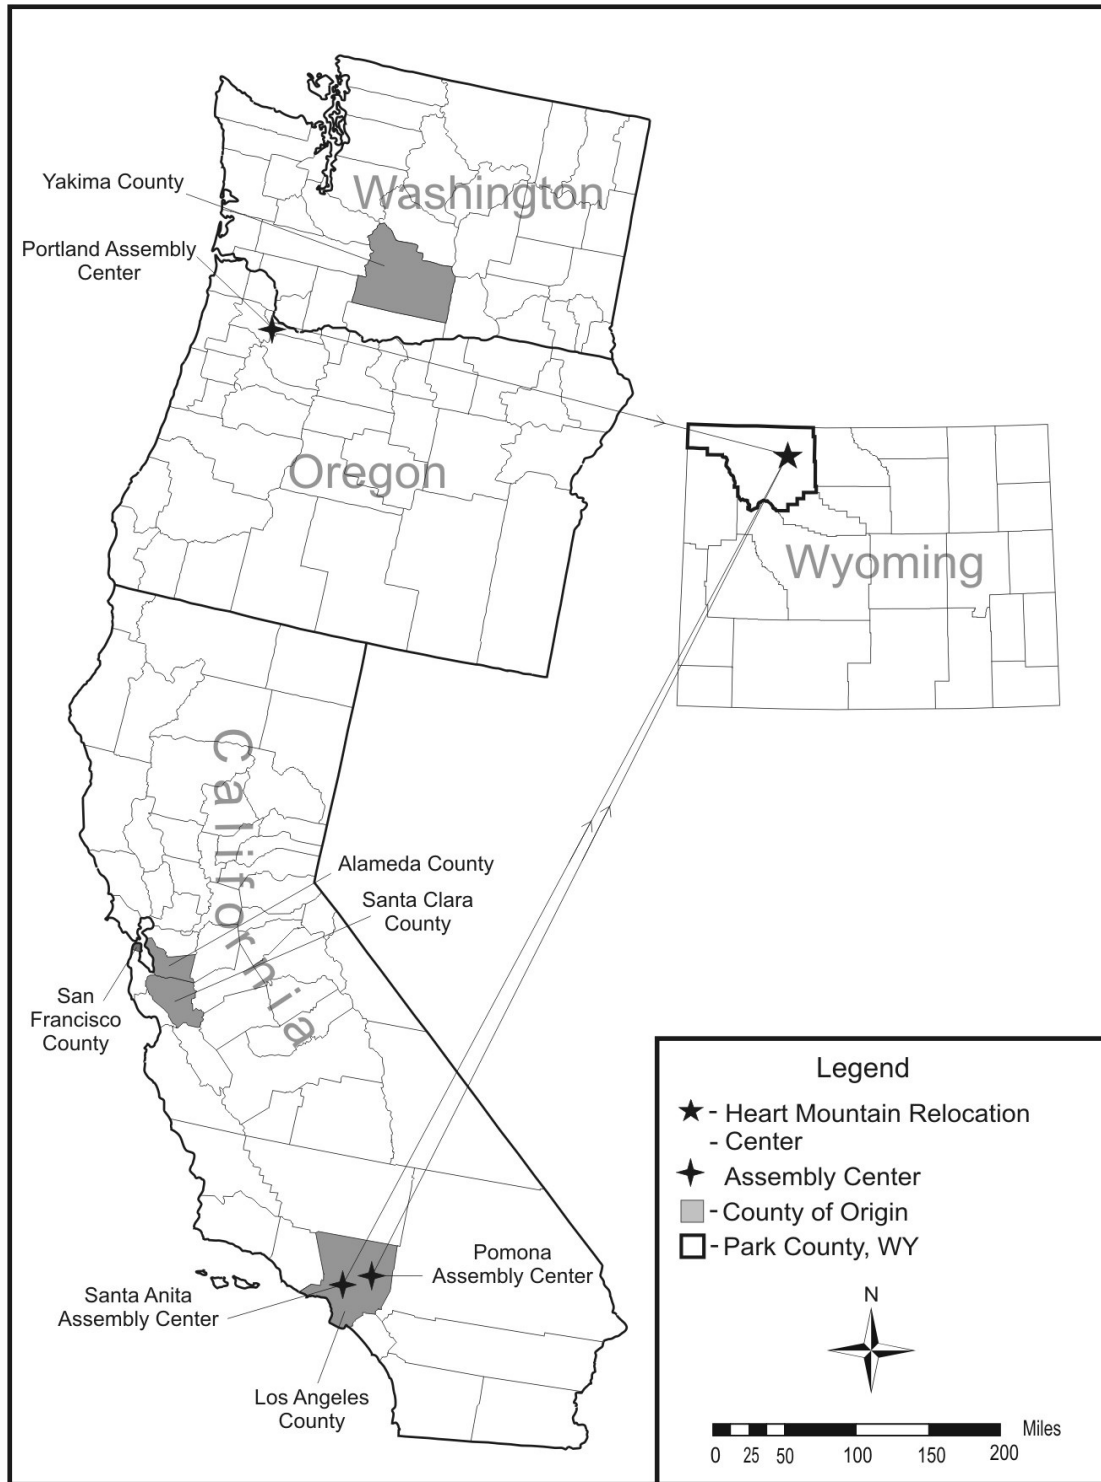 Washington
Yakima County
Portland Assembly
Center
Oregon
Wyoming
California
Alameda County
Santa Clara
County
San
Francisco
County
Pomona
Assembly Center
Santa Anita
Assembly Center
Los Angeles
County
Legend
- Heart Mountain Relocation
- Center
Assembly Center
- County of Origin
- Park County, WY
N
Miles
0 25 50 100 150 200